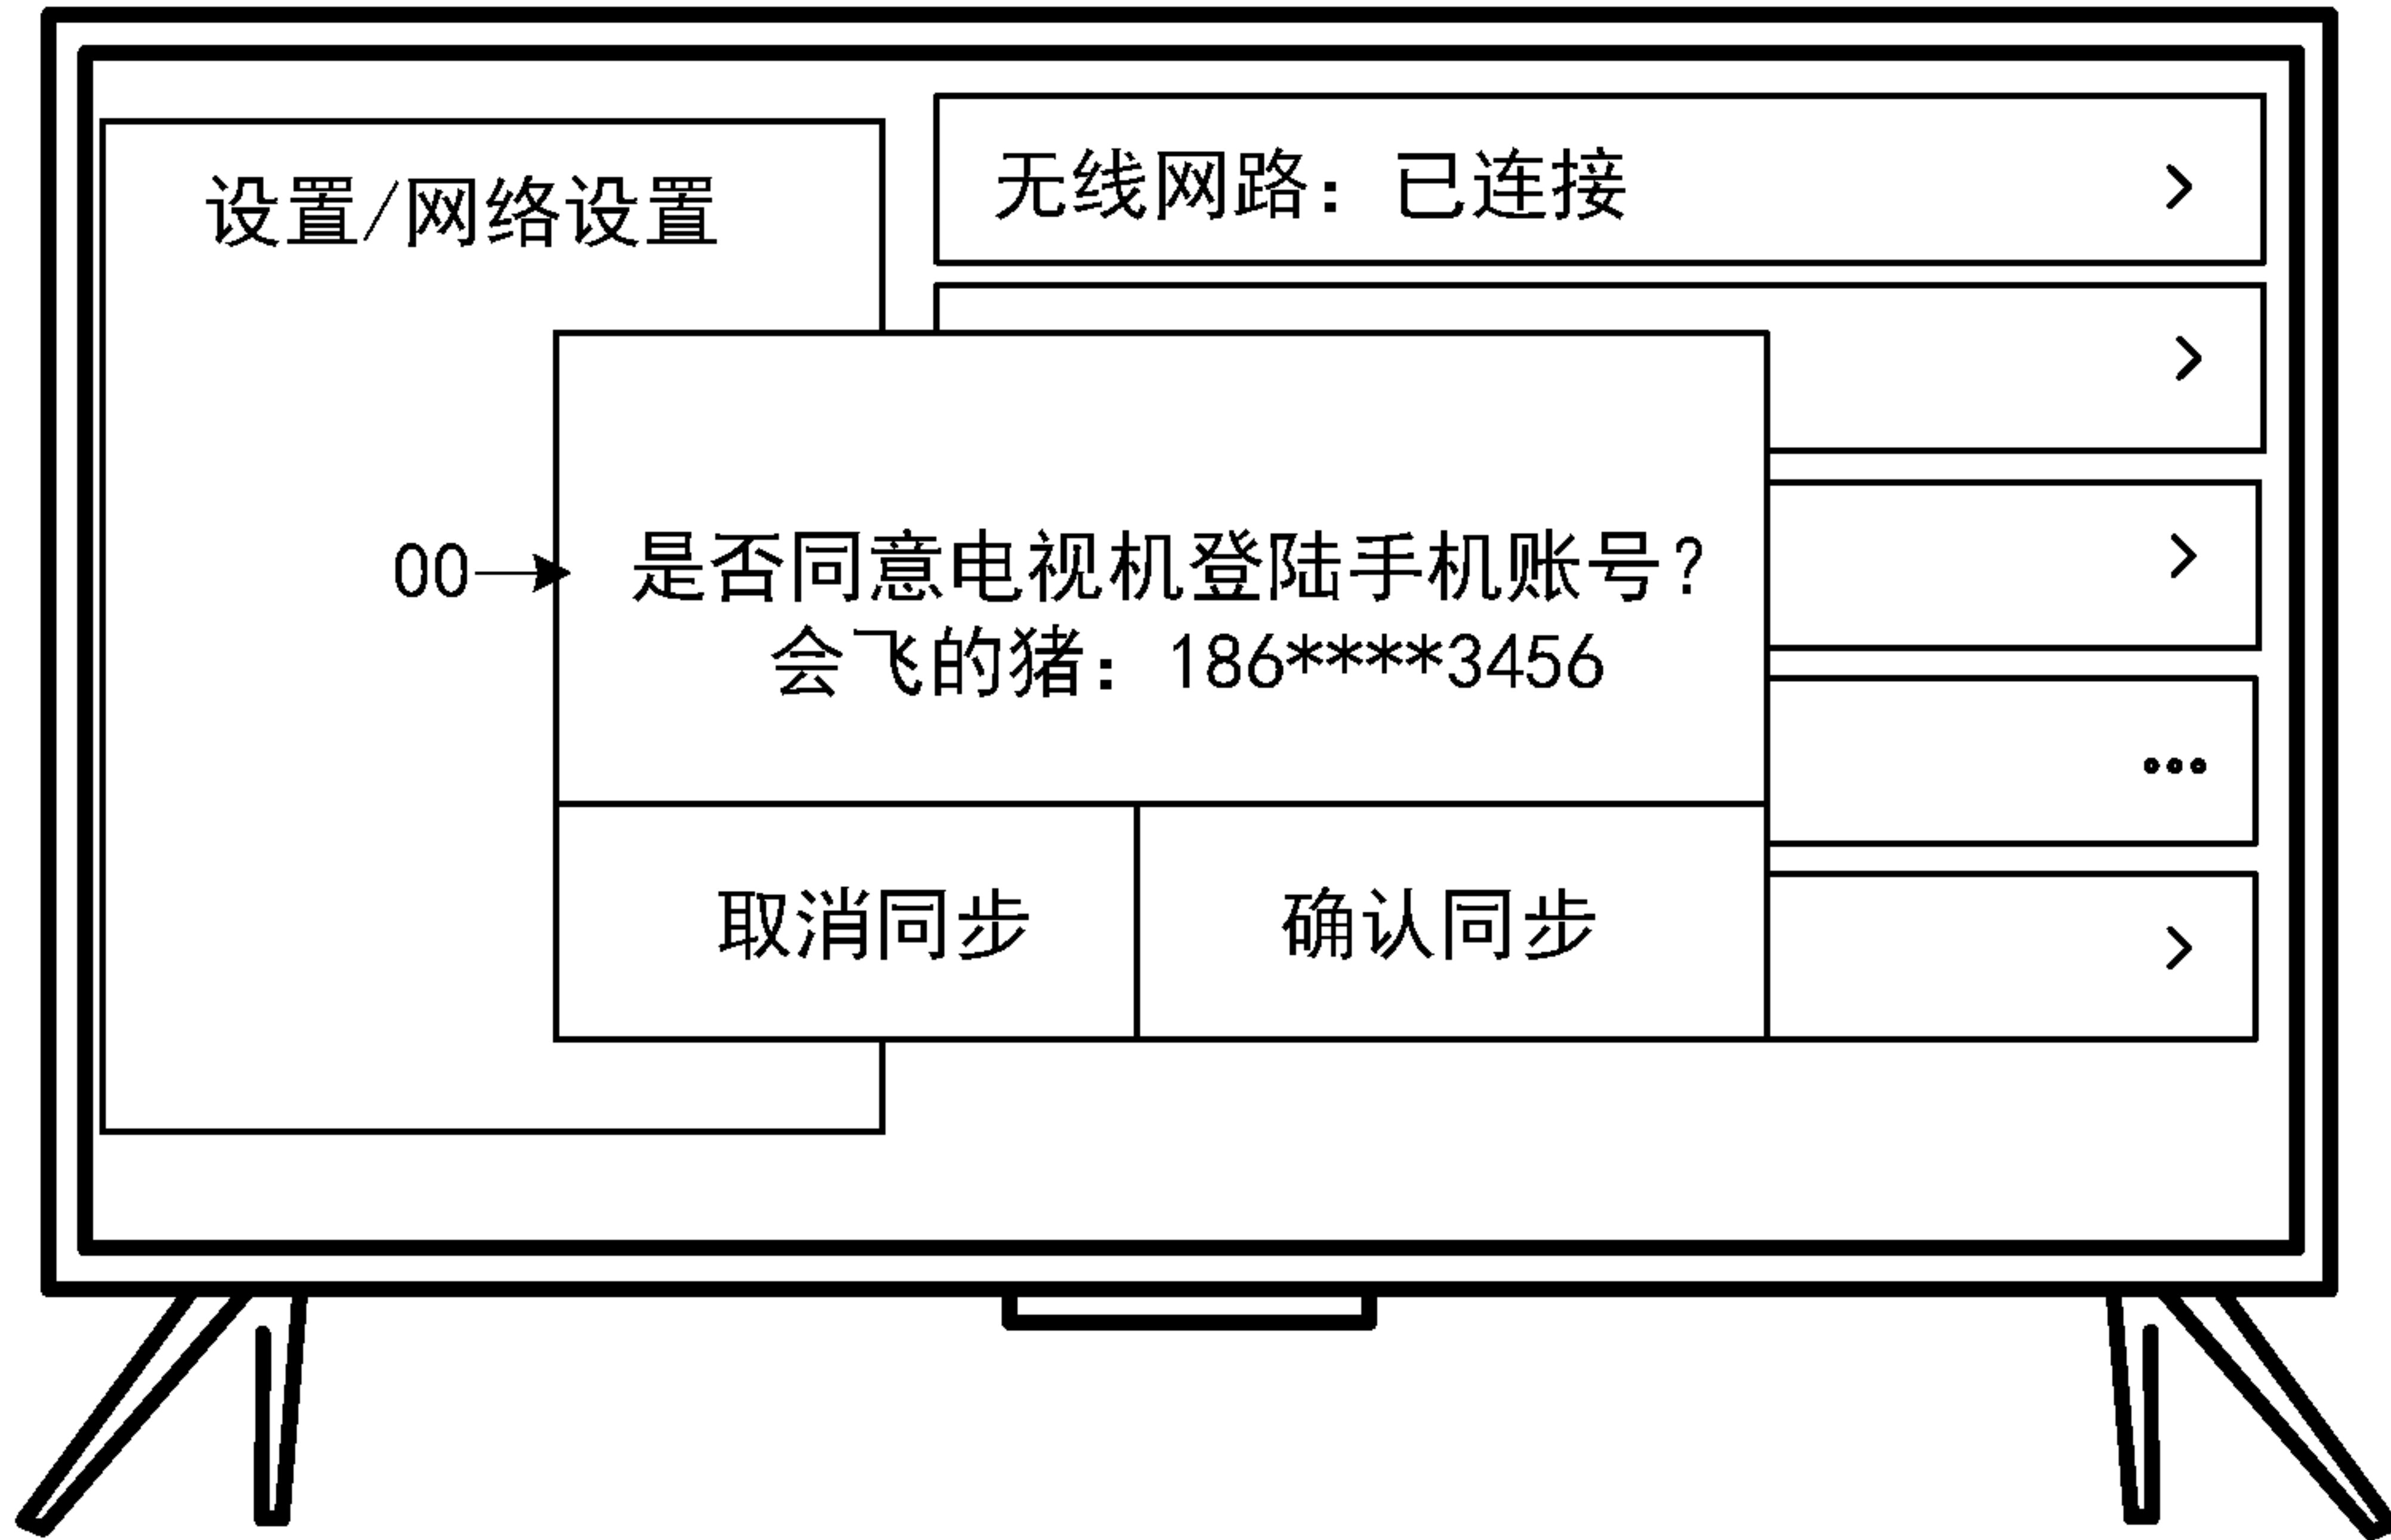 设置/网络设置
无线网路：已连接
00
是否同意电视机登陆手机账号？
会飞的猪：186****3456
取消同步
确认同步